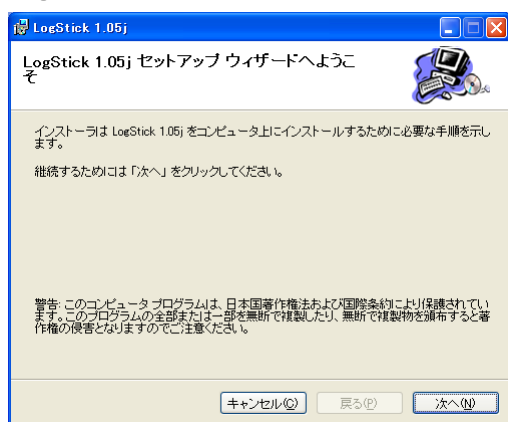 LogStick 1.05j
LogStick 1.05j セットアップ ウィザードへようこ
そ
インストーラは LogStick 1.05j をコンピュータ上にインストールするために必要な手順を示し
ます。
継続するためには「次へ」をクリックしてください。
警告: このコンピュータ プログラムは、日本国著作権法および国際条約により保護されてい
ます。このプログラムの全部または一部を無断で複製したり、無断で複製物を頒布すると著
作権の侵害となりますのでご注意ください。
キャンセル(C)
戻る(P)
次へ(N)